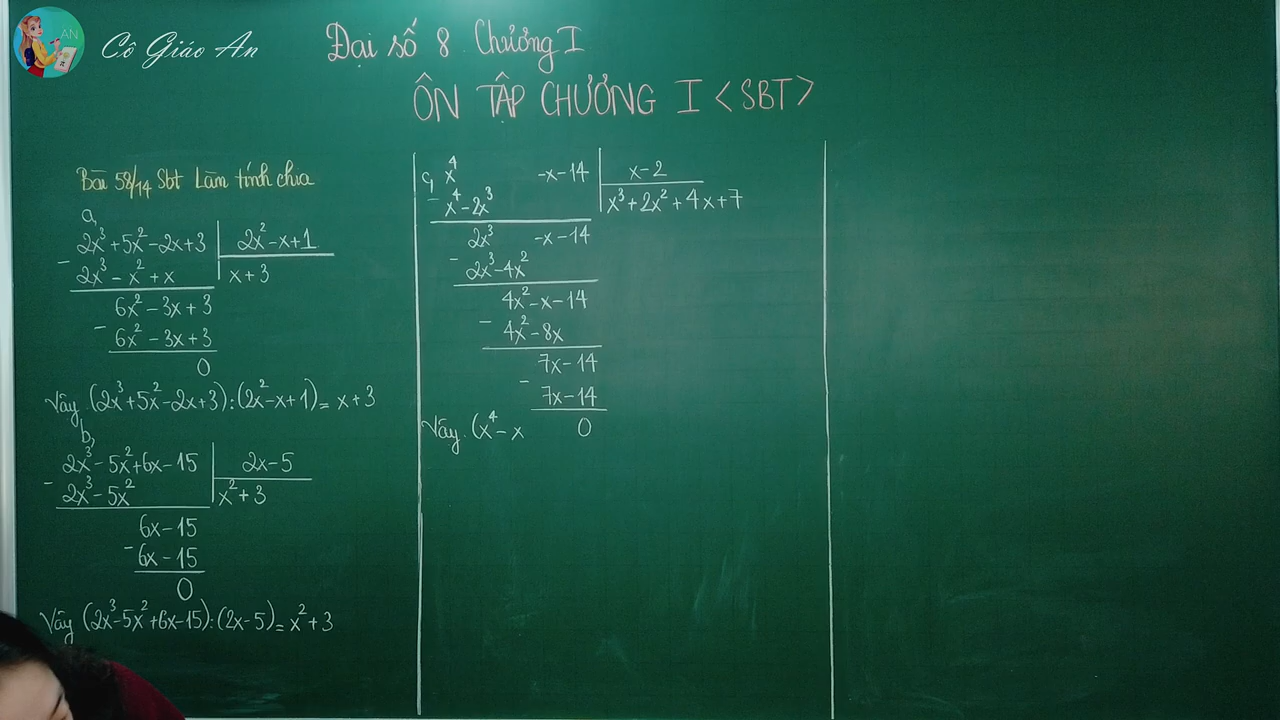 AN
Cô Giáo An
Đại số 8 Chương I
ÔN TẬP CHƯƠNG I <SBT>
Bài 58/14 Sbt Làm tính chia
a,
2x³+5x²-2x+3 | 2x²-x+1
- 2x³-x²+x | x+3
6x²-3x+3
- 6x²-3x+3
0
Vậy (2x³+5x²-2x+3):(2x²-x+1)=x+3
b,
2x³-5x²+6x-15 | 2x-5
- 2x³-5x² | x²+3
6x-15
- 6x-15
0
Vậy (2x³-5x²+6x-15):(2x-5)=x²+3
c, x⁴ -x-14 | x-2
- x⁴-2x³ | x³+2x²+4x+7
2x³ -x-14
- 2x³-4x²
4x²-x-14
- 4x²-8x
7x-14
- 7x-14
0
Vậy (x⁴-x